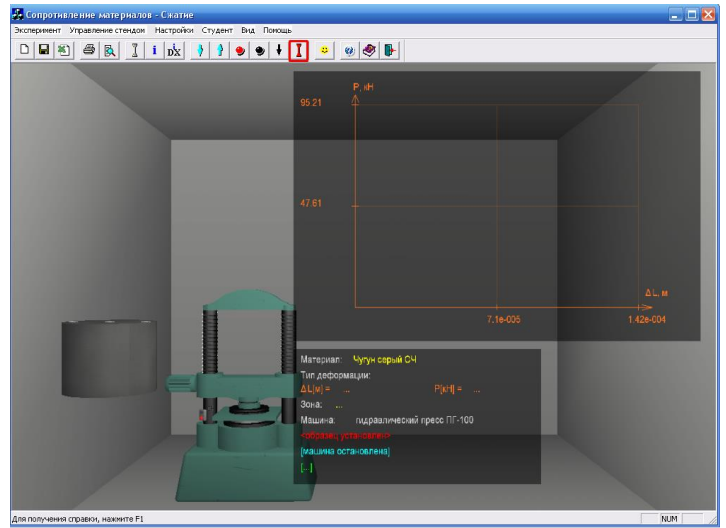 Сопротивление материалов - Сжатие
Эксперимент Управление стендом Настройки Студент Вид Помощь
P, кН
95.21
47.61
ΔL, м
7.1e-005 1.42e-004
Материал: Чугун серый СЧ
Тип деформации:
ΔL[м] = ... P[кН] = ...
Зона: ...
Машина: гидравлический пресс ПГ-100
<образец установлен>
[машина остановлена]
[...]
Для получения справки, нажмите F1 NUM